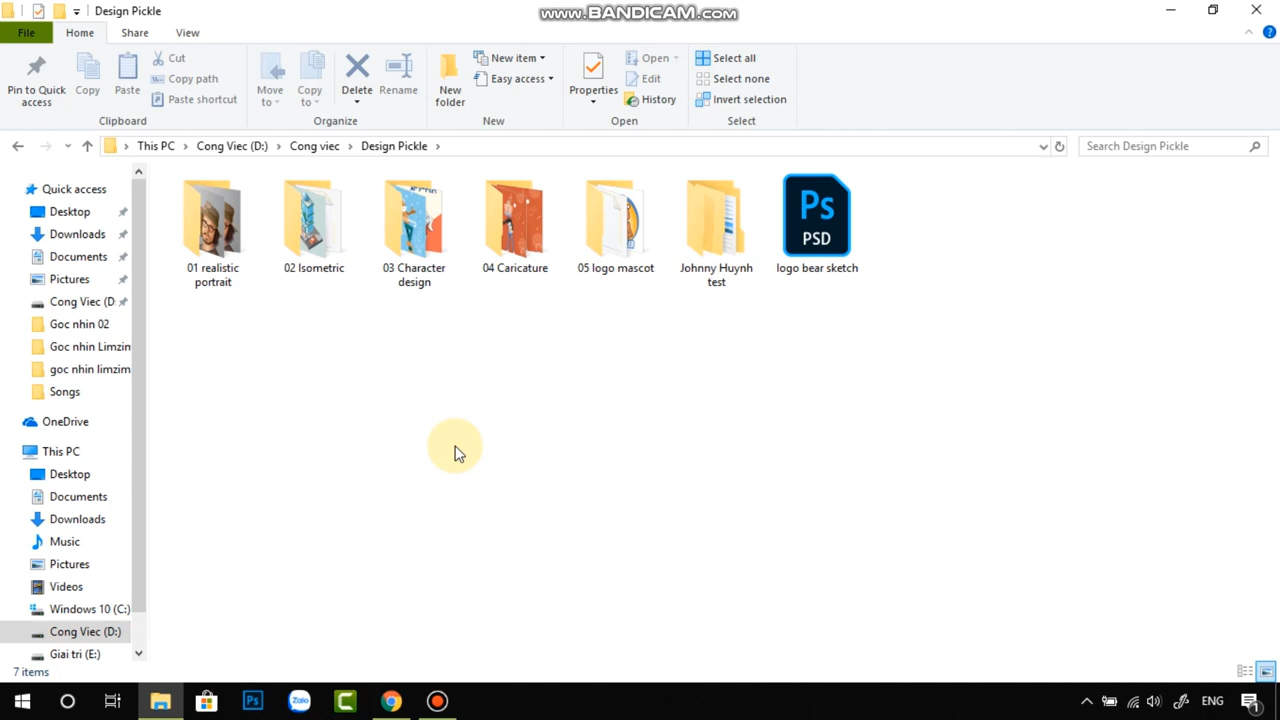 Design Pickle
www.BANDICAM.com
File
Home
Share
View
Pin to Quick access
Copy
Paste
Cut
Copy path
Paste shortcut
Clipboard
Move to
Copy to
Delete
Rename
Organize
New folder
New item
Easy access
New
Properties
Open
Edit
History
Open
Select all
Select none
Invert selection
Select
This PC
Cong Viec (D:)
Cong viec
Design Pickle
Search Design Pickle
Quick access
Desktop
Downloads
Documents
Pictures
Cong Viec (D
Goc nhin 02
Goc nhin Limzim
goc nhin limzim
Songs
OneDrive
This PC
Desktop
Documents
Downloads
Music
Pictures
Videos
Windows 10 (C:)
Cong Viec (D:)
Giai tri (E:)
01 realistic
portrait
02 Isometric
03 Character
design
04 Caricature
05 logo mascot
Johnny Huynh
test
Ps
PSD
logo bear sketch
7 items
Ps
Zalo
C
ENG
1